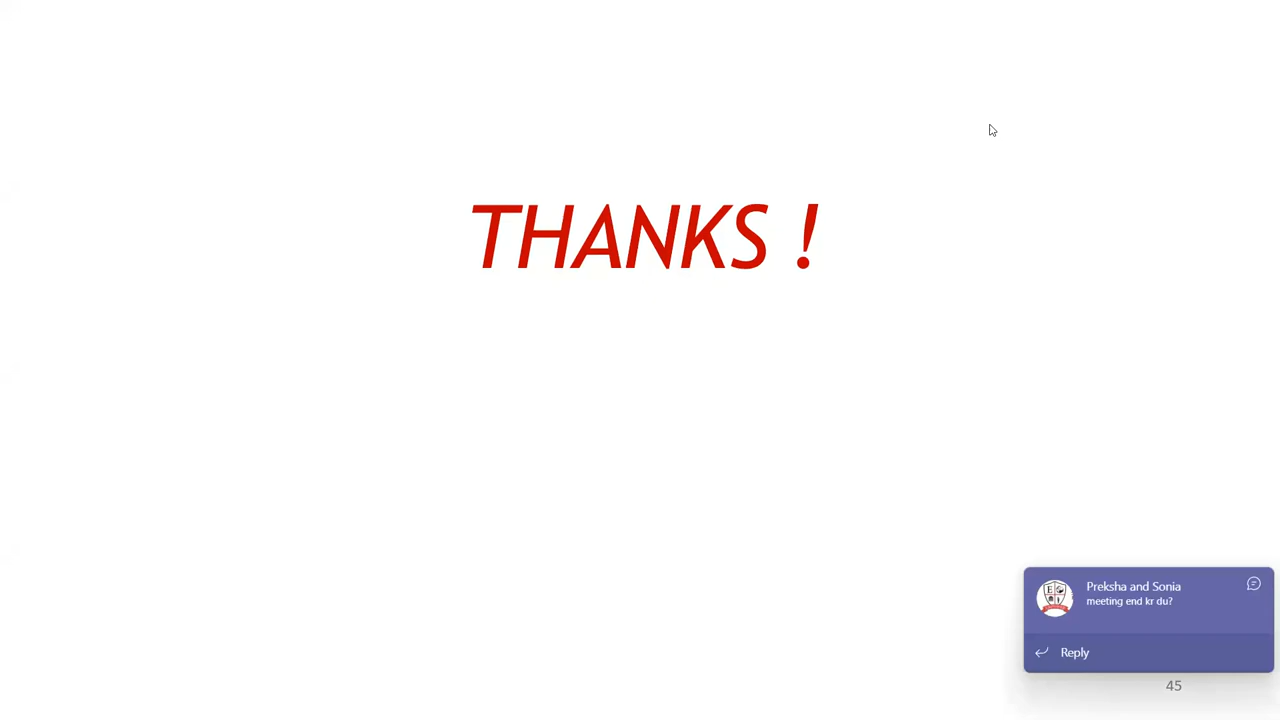 THANKS !
Preksha and Sonia
meeting end kr du?
Reply
45